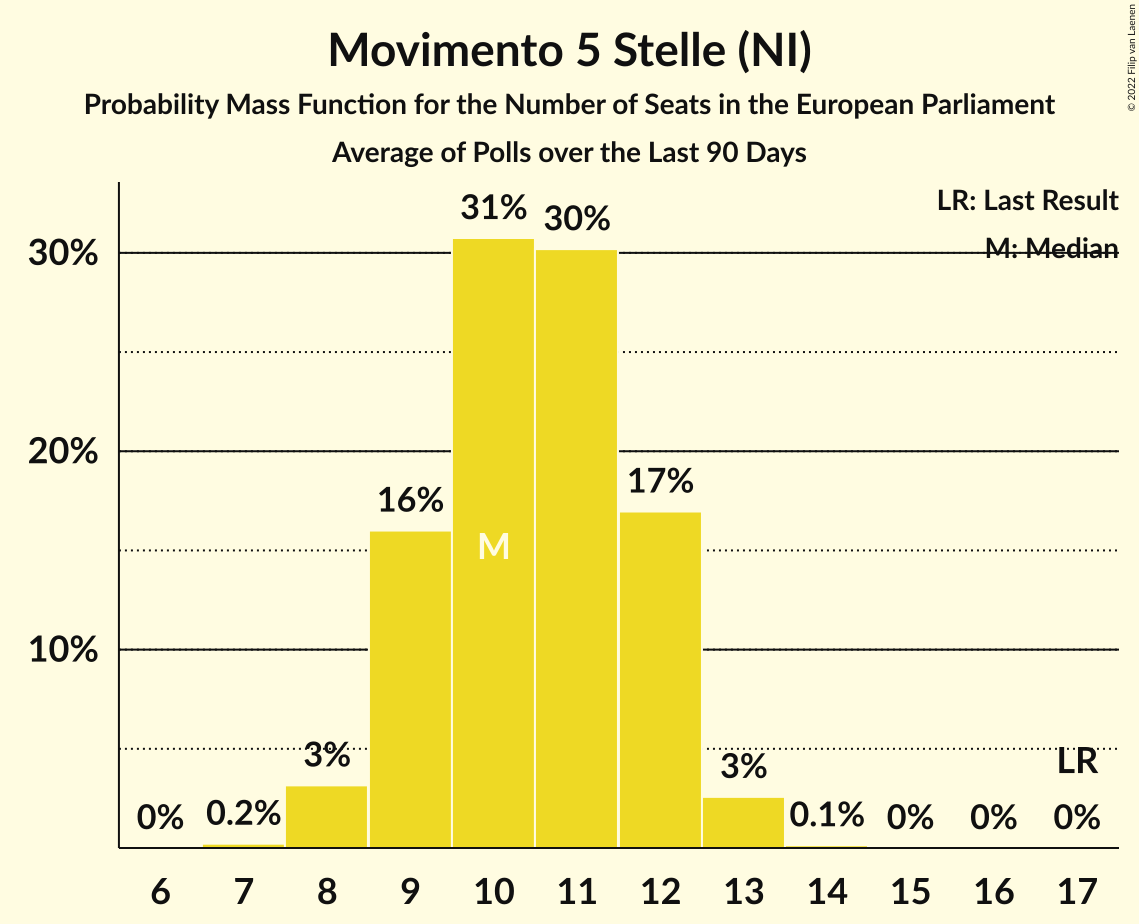 Movimento 5 Stelle (NI)
Probability Mass Function for the Number of Seats in the European Parliament
Average of Polls over the Last 90 Days
© 2022 Filip van Laenen
LR: Last Result
M: Median
30%
20%
10%
0%
0.2%
3%
16%
31%
M
30%
17%
3%
0.1%
0%
0%
LR
0%
6 7 8 9 10 11 12 13 14 15 16 17